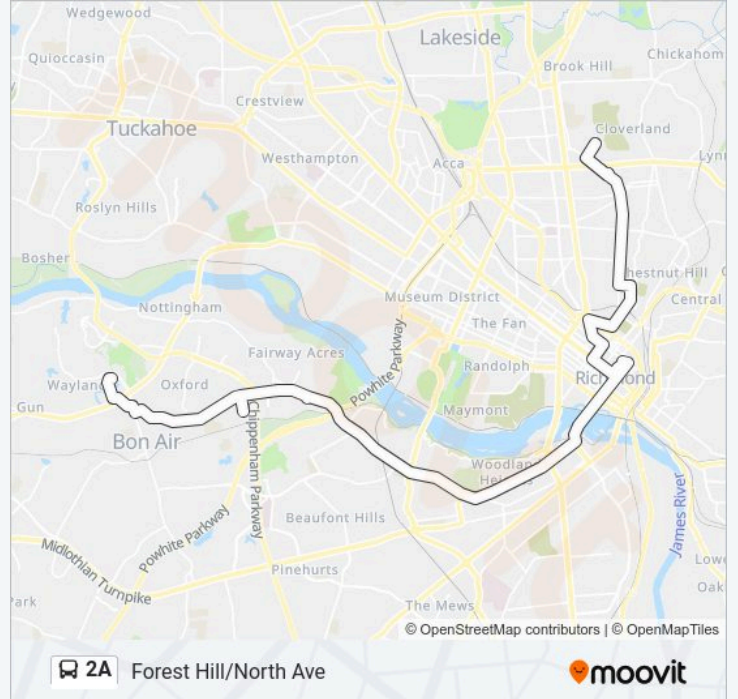 Wedgewood
Lakeside
Quioccasin
Brook Hill
Chickahom
Crestview
Tuckahoe
Cloverland
Westhampton
Acca
Lynn
Roslyn Hills
Bosher
Chestnut Hill
Museum District
Central
Nottingham
The Fan
Fairway Acres
Powhite Parkway
Randolph
Wayland
Oxford
Richmond
Gun
Maymont
Bon Air
Chippenham Parkway
Woodland
Heights
James River
Beaufont Hills
Powhite Parkway
Midlothian Turnpike
Pinehurts
Lowe
Oak
Park
The Mews
© OpenStreetMap contributors | © OpenMapTiles
2A Forest Hill/North Ave
moovit